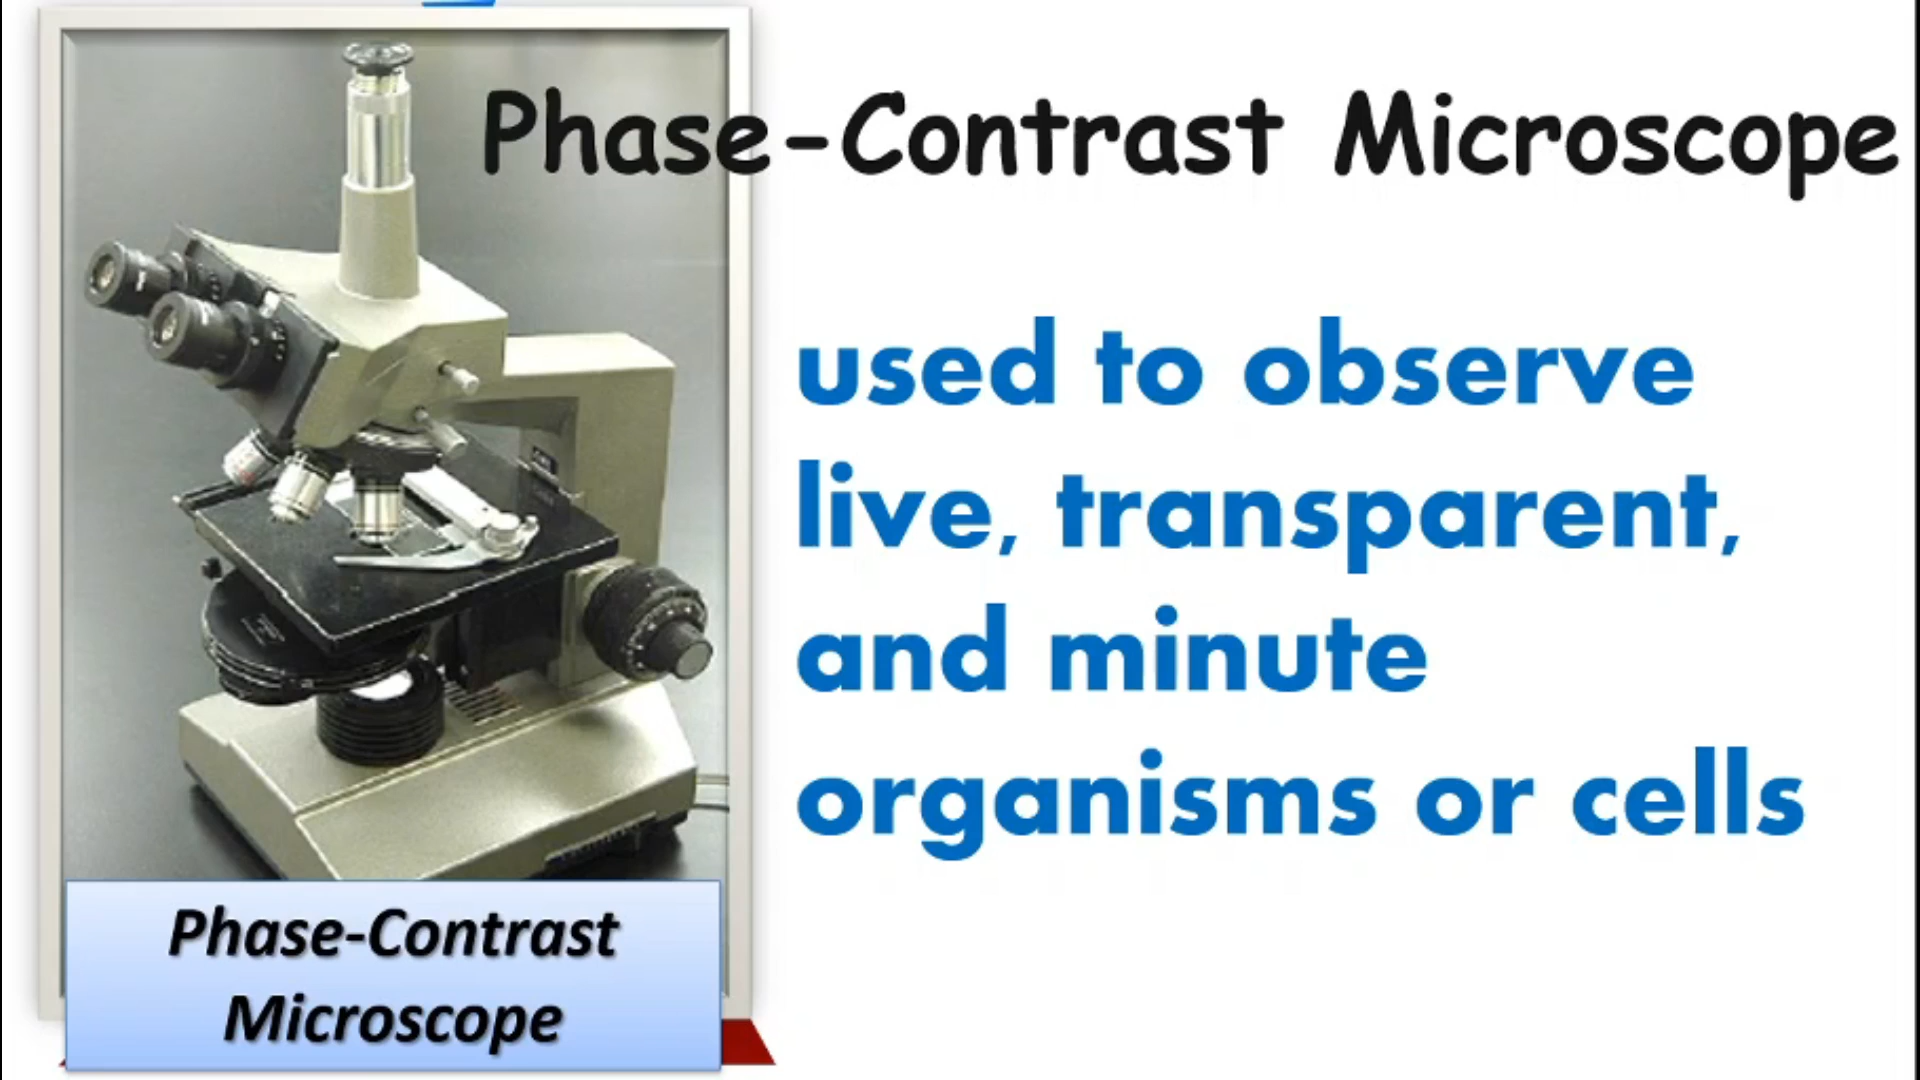 Phase-Contrast Microscope
used to observe
live, transparent,
and minute
organisms or cells
Phase-Contrast
Microscope